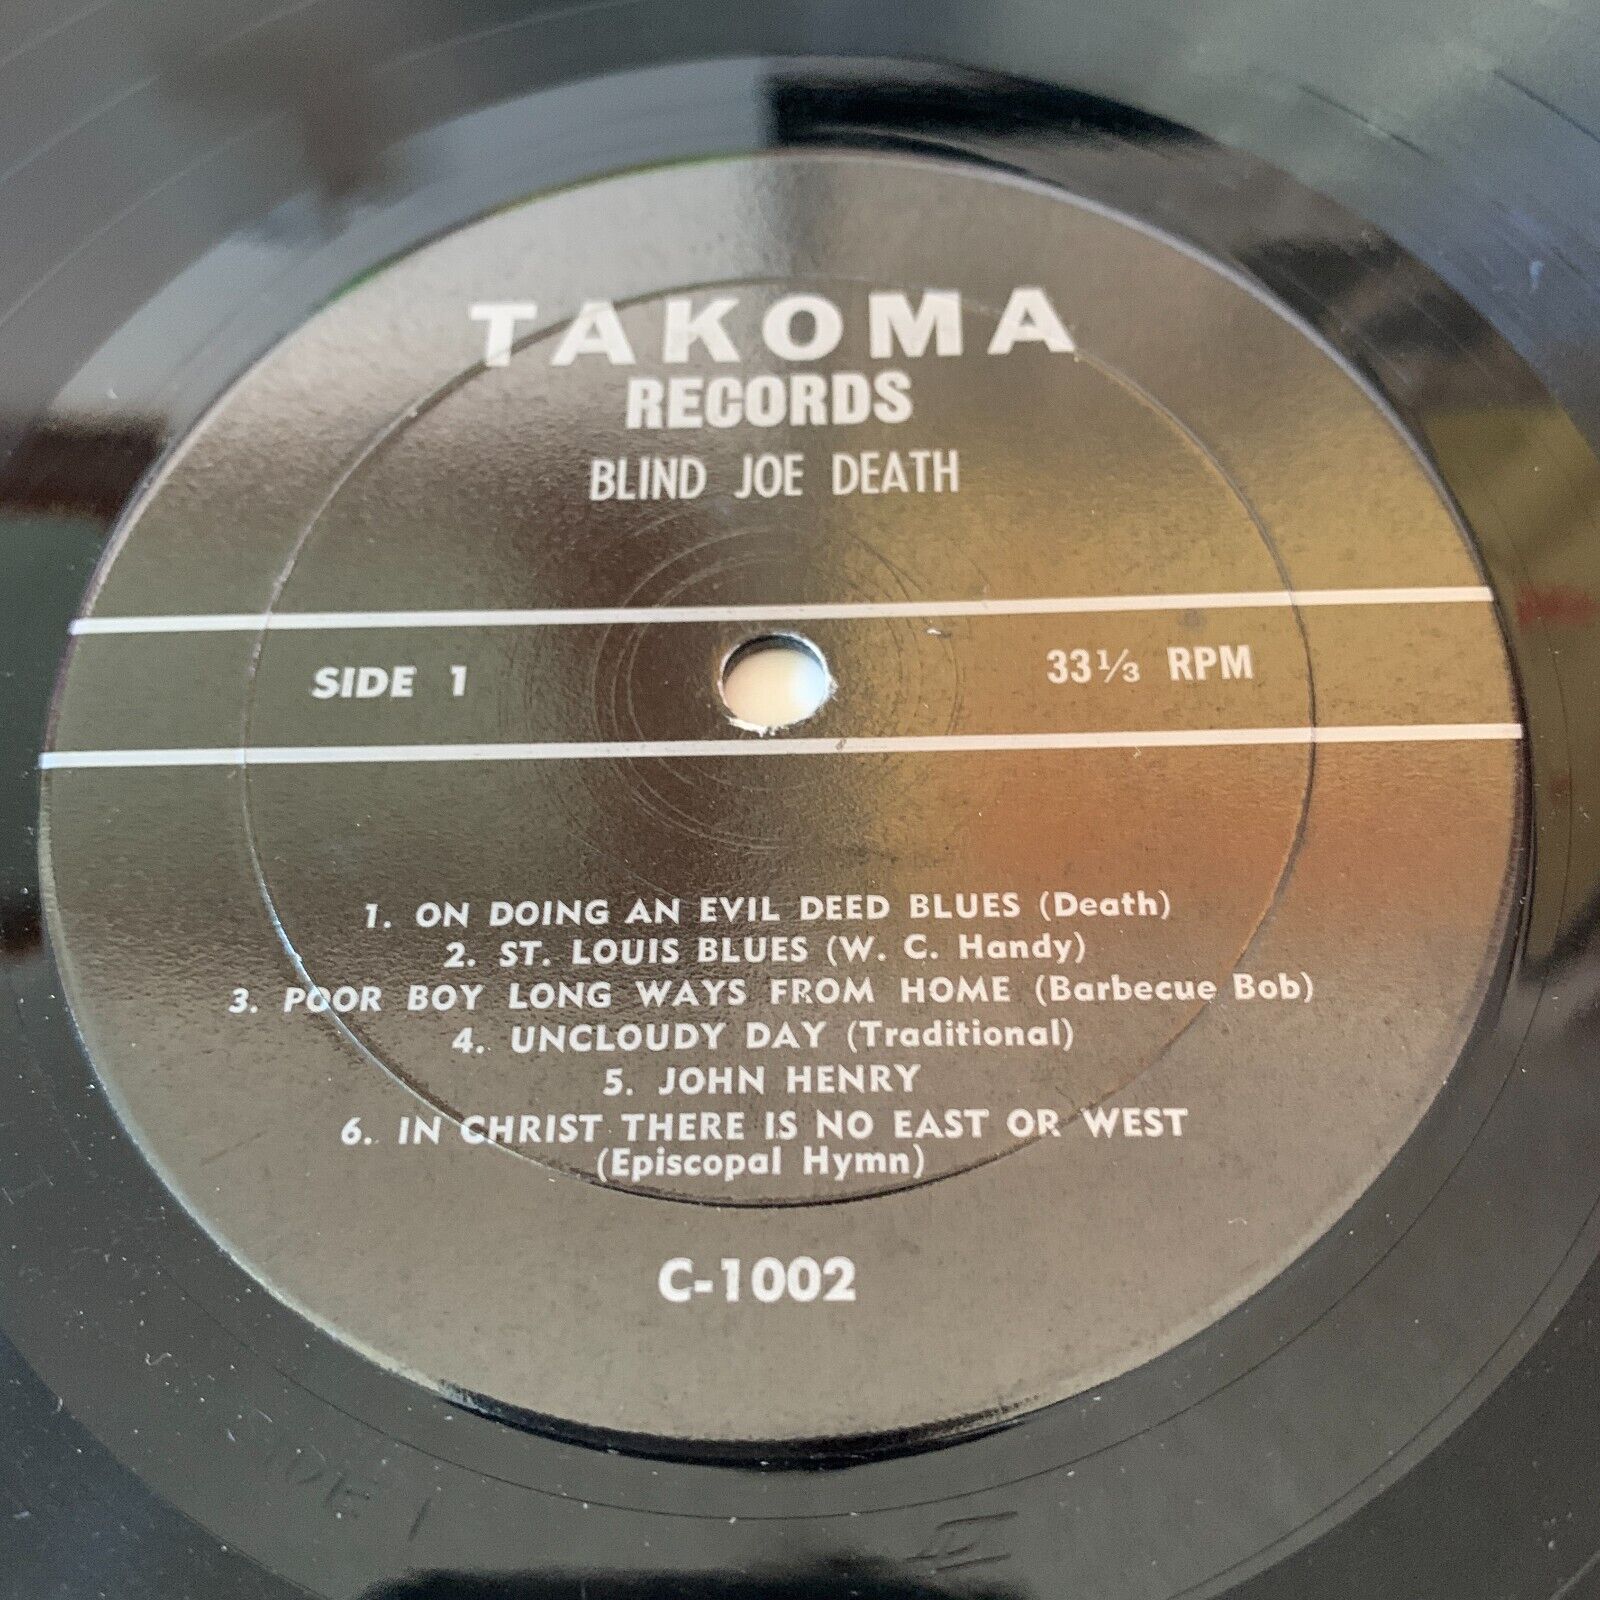 TAKOMA
RECORDS
BLIND JOE DEATH
SIDE 1 33 1/3 RPM
1. ON DOING AN EVIL DEED BLUES (Death)
2. ST. LOUIS BLUES (W. C. Handy)
3. POOR BOY LONG WAYS FROM HOME (Barbecue Bob)
4. UNCLOUDY DAY (Traditional)
5. JOHN HENRY
6. IN CHRIST THERE IS NO EAST OR WEST
(Episcopal Hymn)
C-1002